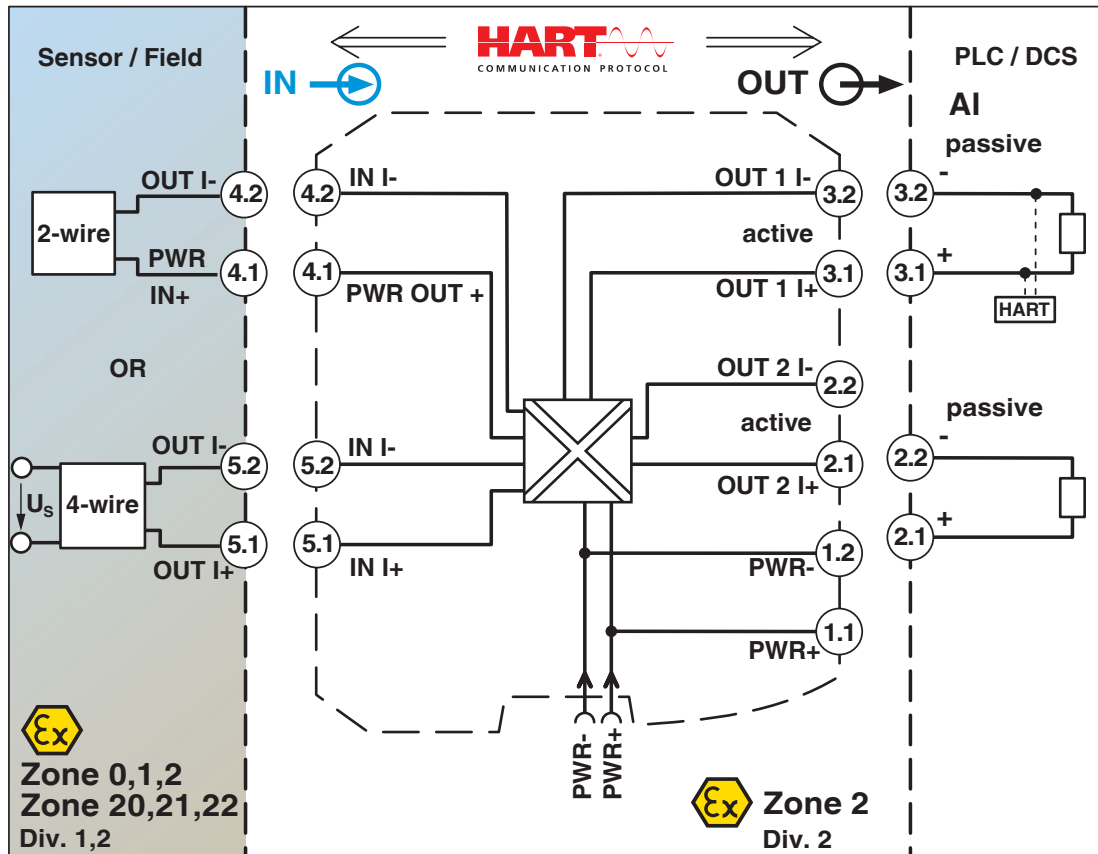 Sensor / Field
HART
COMMUNICATION PROTOCOL
PLC / DCS
IN
OUT
AI
passive
OUT I-
4.2
4.2
IN I-
OUT 1 I-
3.2
3.2
-
2-wire
active
PWR
4.1
IN+
4.1
PWR OUT +
3.1
OUT 1 I+
3.1
+
HART
OR
OUT 2 I-
2.2
active
passive
OUT I-
5.2
5.2
IN I-
2.1
OUT 2 I+
2.2
-
US
4-wire
5.1
OUT I+
5.1
IN I+
2.1
+
1.2
PWR-
1.1
PWR+
PWR-
PWR+
Ex
Zone 0,1,2
Zone 20,21,22
Div. 1,2
Ex
Zone 2
Div. 2